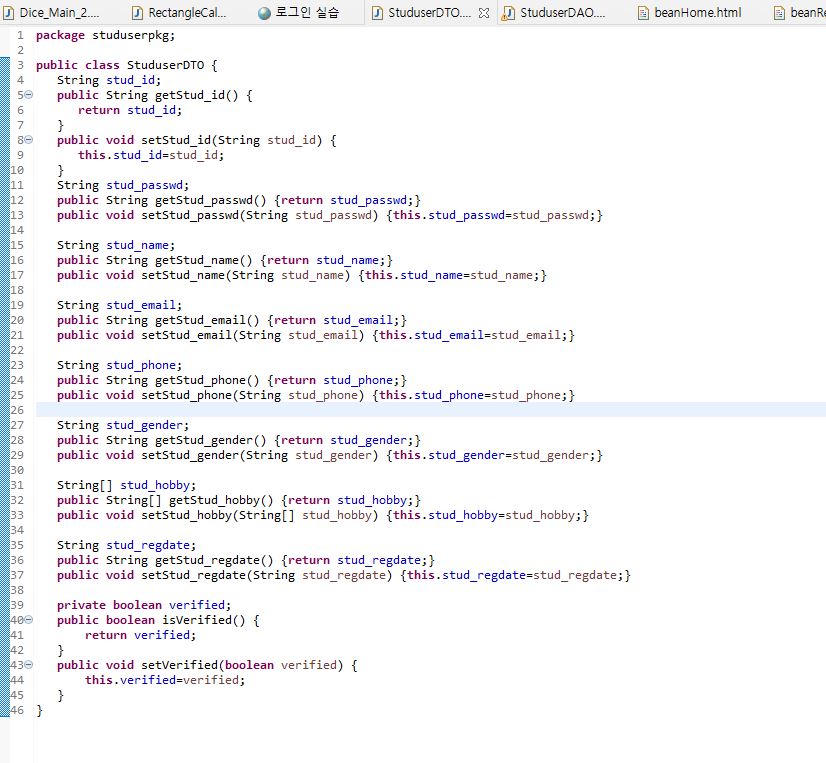 Dice_Main_2....
RectangleCal...
로그인 실습
StuduserDTO....
StuduserDAO....
beanHome.html
beanRe
1 package studuserpkg;
2
3 public class StuduserDTO {
4 String stud_id;
5 public String getStud_id() {
6 return stud_id;
7 }
8 public void setStud_id(String stud_id) {
9 this.stud_id=stud_id;
10 }
11 String stud_passwd;
12 public String getStud_passwd() {return stud_passwd;}
13 public void setStud_passwd(String stud_passwd) {this.stud_passwd=stud_passwd;}
14
15 String stud_name;
16 public String getStud_name() {return stud_name;}
17 public void setStud_name(String stud_name) {this.stud_name=stud_name;}
18
19 String stud_email;
20 public String getStud_email() {return stud_email;}
21 public void setStud_email(String stud_email) {this.stud_email=stud_email;}
22
23 String stud_phone;
24 public String getStud_phone() {return stud_phone;}
25 public void setStud_phone(String stud_phone) {this.stud_phone=stud_phone;}
26
27 String stud_gender;
28 public String getStud_gender() {return stud_gender;}
29 public void setStud_gender(String stud_gender) {this.stud_gender=stud_gender;}
30
31 String[] stud_hobby;
32 public String[] getStud_hobby() {return stud_hobby;}
33 public void setStud_hobby(String[] stud_hobby) {this.stud_hobby=stud_hobby;}
34
35 String stud_regdate;
36 public String getStud_regdate() {return stud_regdate;}
37 public void setStud_regdate(String stud_regdate) {this.stud_regdate=stud_regdate;}
38
39 private boolean verified;
40 public boolean isVerified() {
41 return verified;
42 }
43 public void setVerified(boolean verified) {
44 this.verified=verified;
45 }
46 }